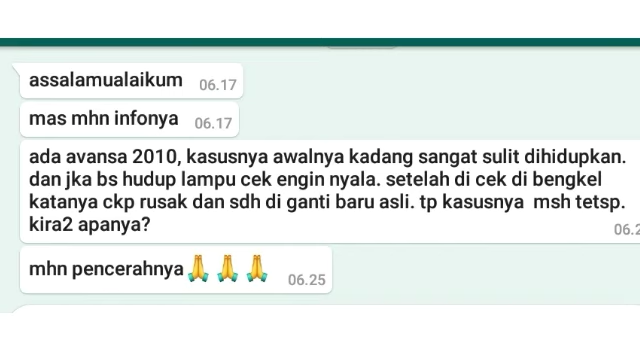 assalamualaikum 06.17
mas mhn infonya 06.17
ada avansa 2010, kasusnya awalnya kadang sangat sulit dihidupkan.
dan jka bs hudup lampu cek engin nyala. setelah di cek di bengkel
katanya ckp rusak dan sdh di ganti baru asli. tp kasusnya msh tetsp.
kira2 apanya? 06.2
mhn pencerahnya🙏🙏🙏 06.25